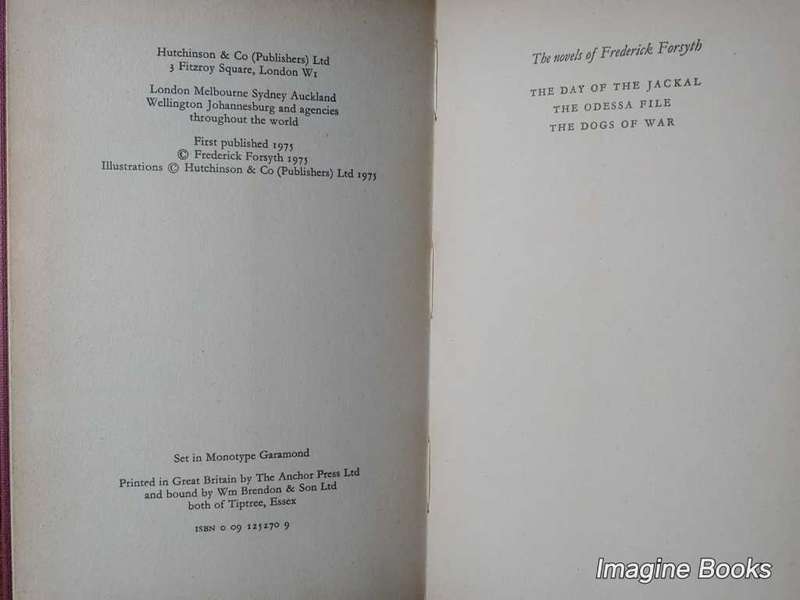 Hutchinson & Co (Publishers) Ltd
3 Fitzroy Square, London W1
London Melbourne Sydney Auckland
Wellington Johannesburg and agencies
throughout the world
First published 1975
© Frederick Forsyth 1975
Illustrations © Hutchinson & Co (Publishers) Ltd 1975
Set in Monotype Garamond
Printed in Great Britain by The Anchor Press Ltd
and bound by Wm Brendon & Son Ltd
both of Tiptree, Essex
ISBN 0 09 125270 9
The novels of Frederick Forsyth
THE DAY OF THE JACKAL
THE ODESSA FILE
THE DOGS OF WAR
Imagine Books